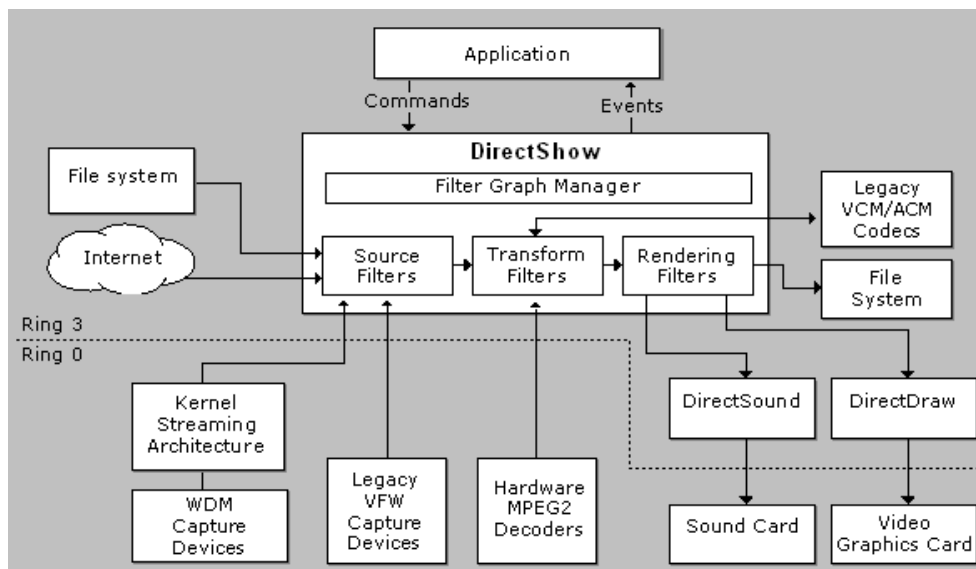 Application
Commands
Events
DirectShow
Filter Graph Manager
File system
Internet
Source
Filters
Transform
Filters
Rendering
Filters
Legacy
VCM/ACM
Codecs
File
System
Ring 3
Ring 0
Kernel
Streaming
Architecture
WDM
Capture
Devices
Legacy
VFW
Capture
Devices
Hardware
MPEG2
Decoders
DirectSound
DirectDraw
Sound Card
Video
Graphics Card